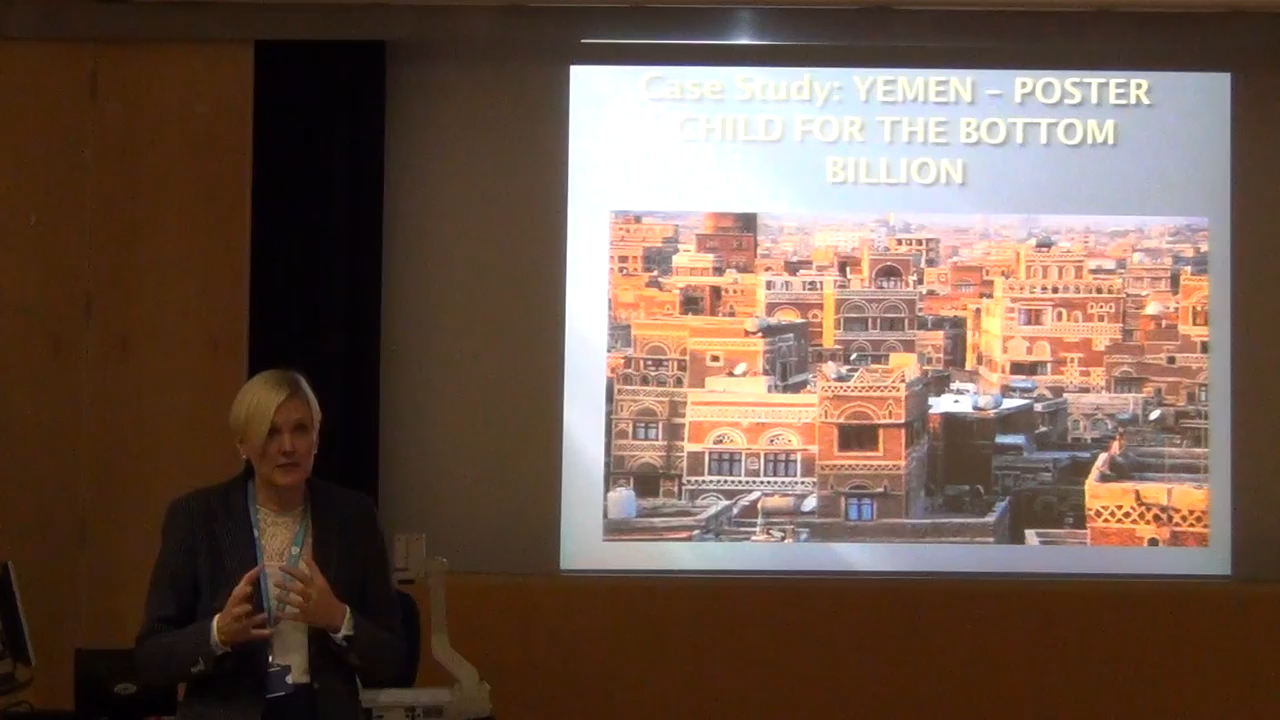 Case Study: YEMEN – POSTER
CHILD FOR THE BOTTOM
BILLION